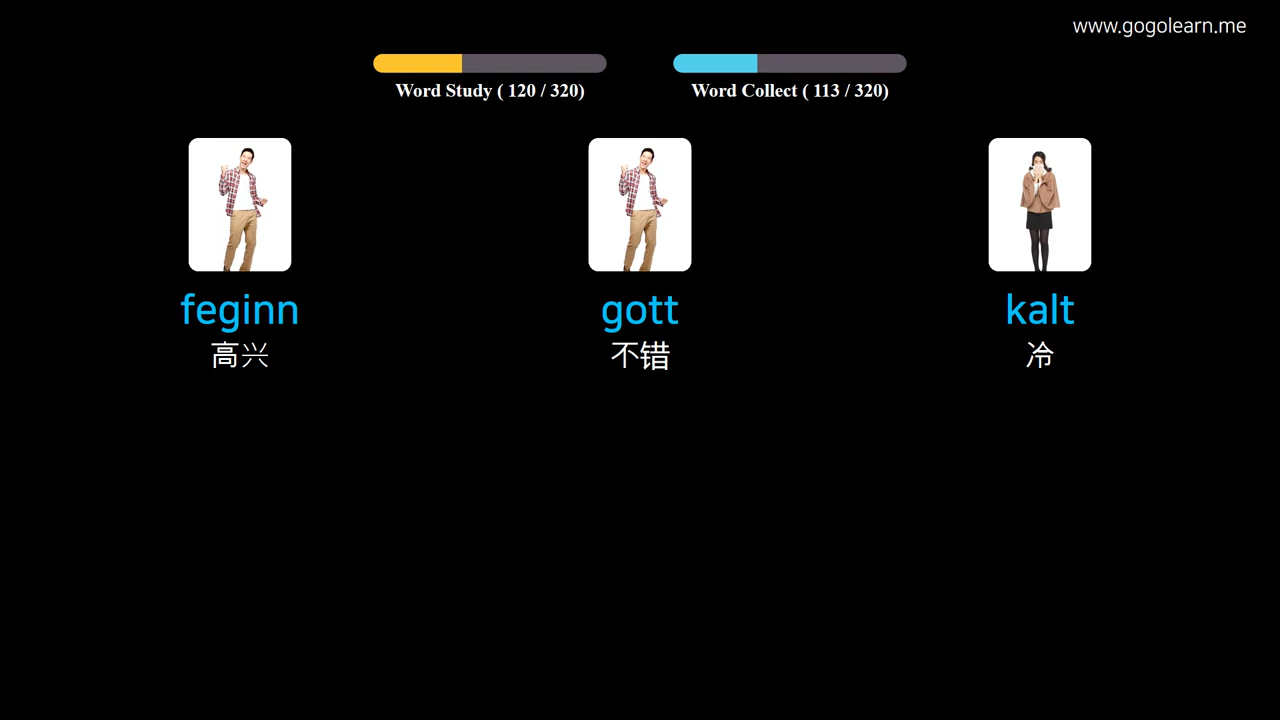 www.gogolearn.me
Word Study ( 120 / 320)
Word Collect ( 113 / 320)
feginn
高兴
gott
不错
kalt
冷